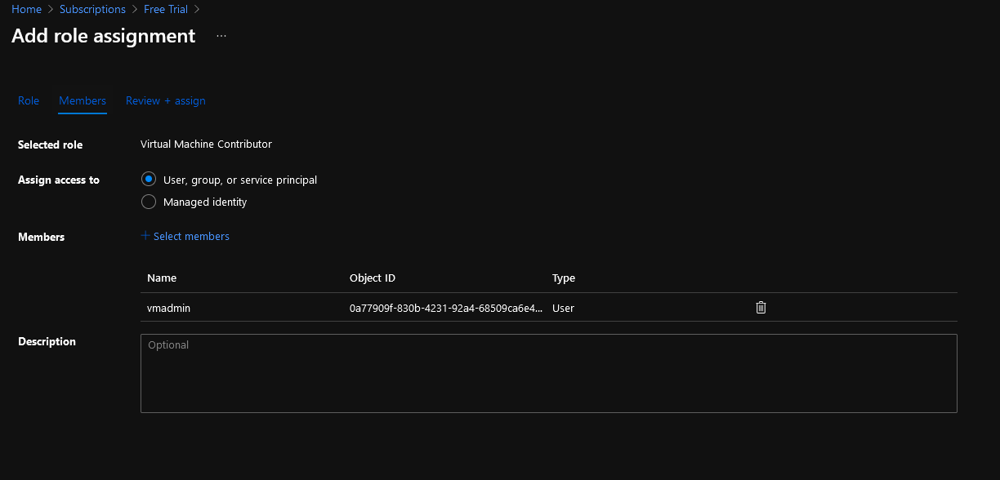 Home > Subscriptions > Free Trial >
Add role assignment ...
Role Members Review + assign
Selected role Virtual Machine Contributor
Assign access to User, group, or service principal
Managed identity
Members + Select members
Name Object ID Type
vmadmin 0a77909f-830b-4231-92a4-68509ca6e4... User
Description Optional